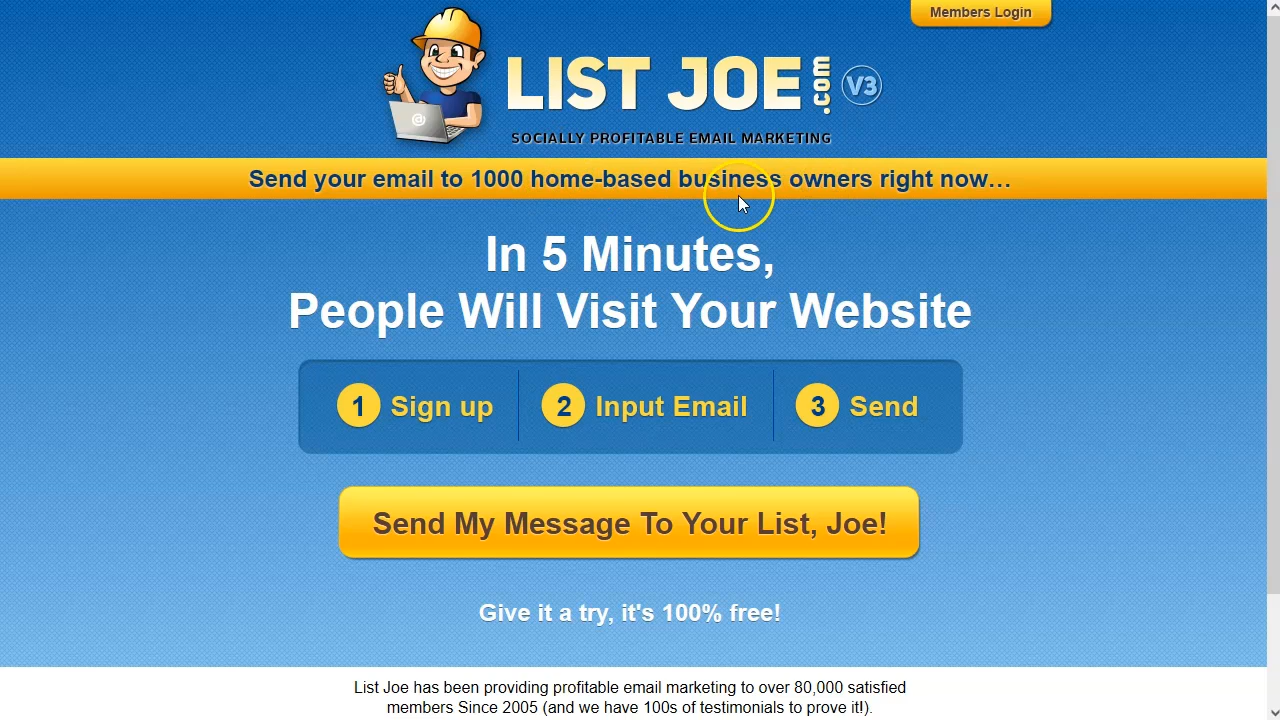 Members Login
LIST JOE .com V3
SOCIALLY PROFITABLE EMAIL MARKETING
Send your email to 1000 home-based business owners right now...
In 5 Minutes,
People Will Visit Your Website
1 Sign up 2 Input Email 3 Send
Send My Message To Your List, Joe!
Give it a try, it's 100% free!
List Joe has been providing profitable email marketing to over 80,000 satisfied
members Since 2005 (and we have 100s of testimonials to prove it!).